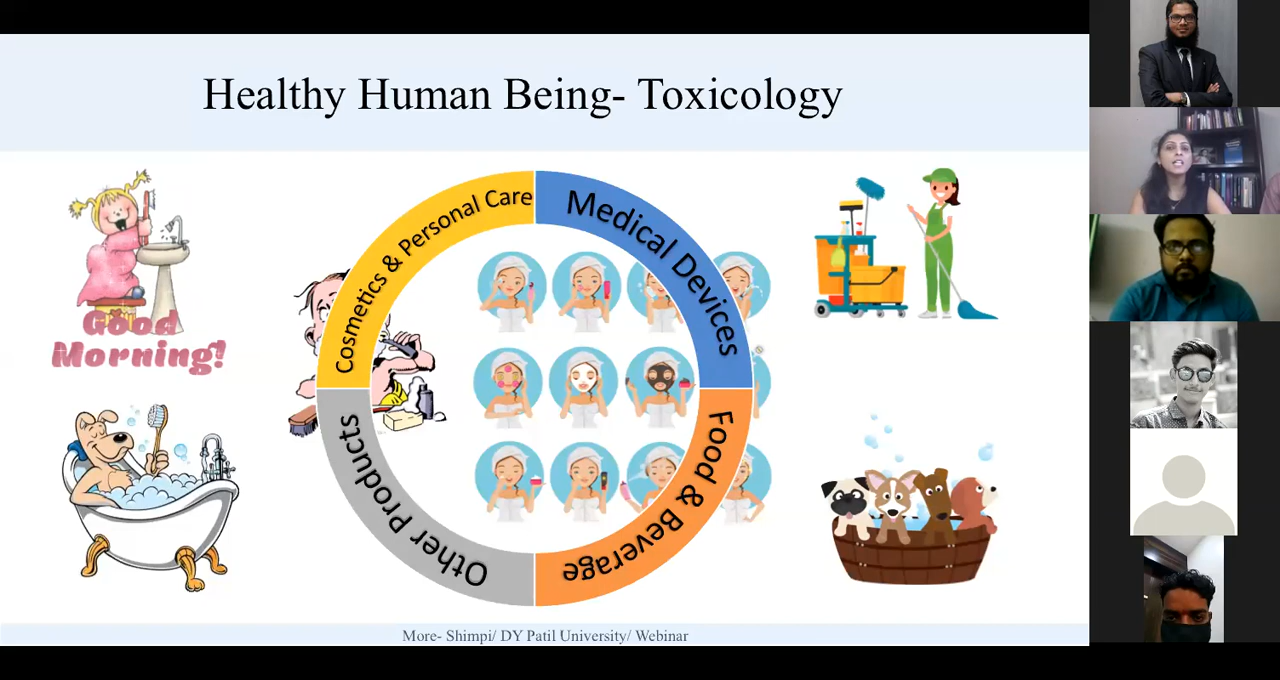 Healthy Human Being- Toxicology
Good
Morning!
Cosmetics & Personal Care
Medical Devices
Other Products
Food & Beverage
More- Shimpi/ DY Patil University/ Webinar